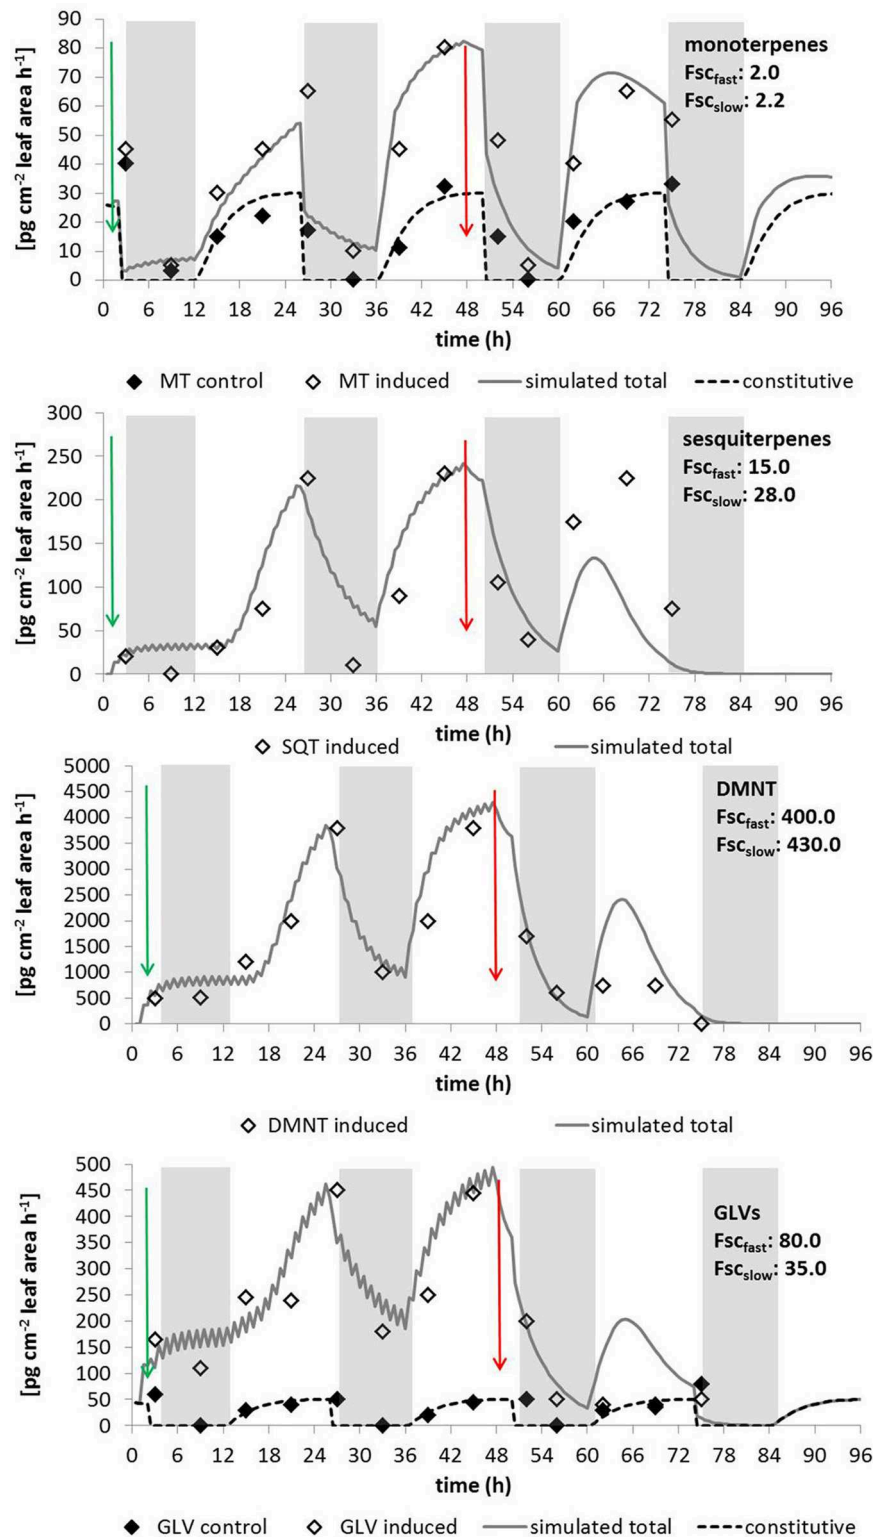 90
80
70
60
50
40
30
20
10
0
[pg cm⁻² leaf area h⁻¹]
monoterpenes
Fsc_fast: 2.0
Fsc_slow: 2.2
0 6 12 18 24 30 36 42 48 54 60 66 72 78 84 90 96
time (h)
MT control MT induced simulated total constitutive
300
250
200
150
100
50
0
[pg cm⁻² leaf area h⁻¹]
sesquiterpenes
Fsc_fast: 15.0
Fsc_slow: 28.0
0 6 12 18 24 30 36 42 48 54 60 66 72 78 84 90 96
time (h)
SQT induced simulated total
5000
4500
4000
3500
3000
2500
2000
1500
1000
500
0
[pg cm⁻² leaf area h⁻¹]
DMNT
Fsc_fast: 400.0
Fsc_slow: 430.0
0 6 12 18 24 30 36 42 48 54 60 66 72 78 84 90 96
time (h)
DMNT induced simulated total
500
450
400
350
300
250
200
150
100
50
0
[pg cm⁻² leaf area h⁻¹]
GLVs
Fsc_fast: 80.0
Fsc_slow: 35.0
0 6 12 18 24 30 36 42 48 54 60 66 72 78 84 90 96
time (h)
GLV control GLV induced simulated total constitutive